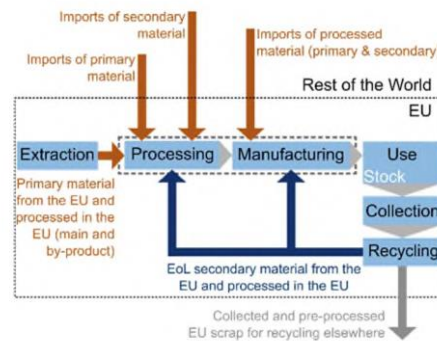 Imports of secondary
material
Imports of processed
material (primary & secondary
Imports of primary
material
Rest of the World
EU
Extraction
Processing
Manufacturing
Use
Stock
Primary material
from the EU and
processed in the
EU (main and
by-product)
Collection
Recycling
EoL secondary material from the
EU and processed in the EU
Collected and pre-processed
EU scrap for recycling elsewhere